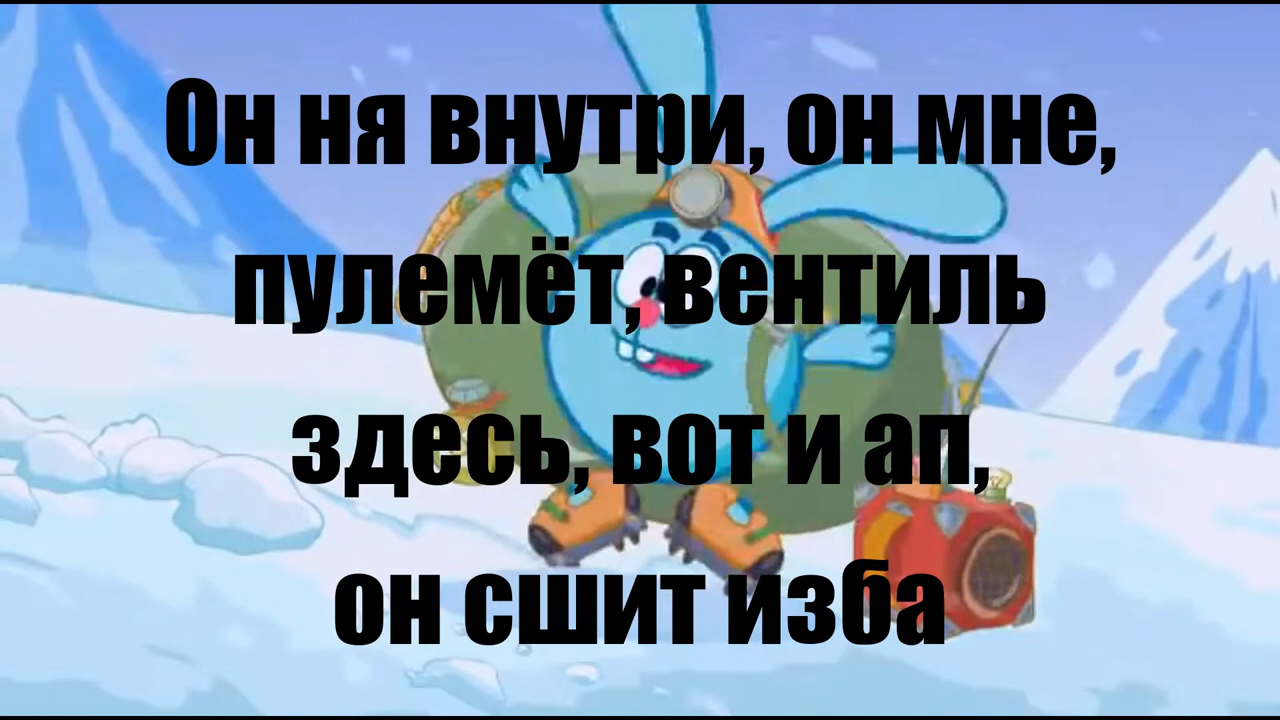 Он ня внутри, он мне,
пулемёт, вентиль
здесь, вот и ап,
он сшит изба